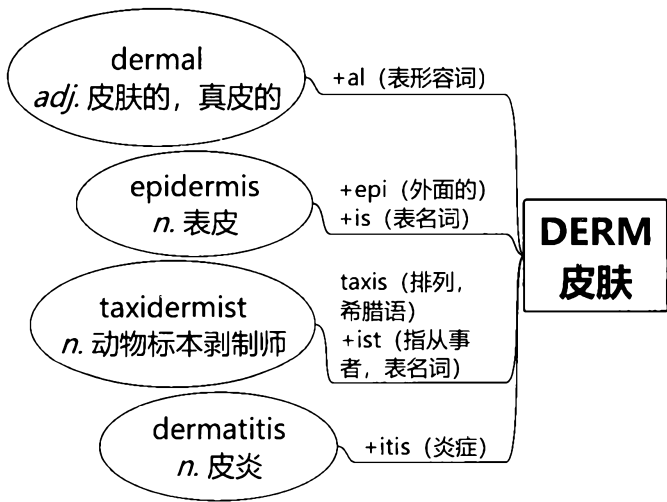 dermal
adj. 皮肤的，真皮的
+al（表形容词）
epidermis
n. 表皮
+epi（外面的）
+is（表名词）
DERM
皮肤
taxidermist
n. 动物标本剥制师
taxis（排列，
希腊语）
+ist（指从事
者，表名词）
dermatitis
n. 皮炎
+itis（炎症）